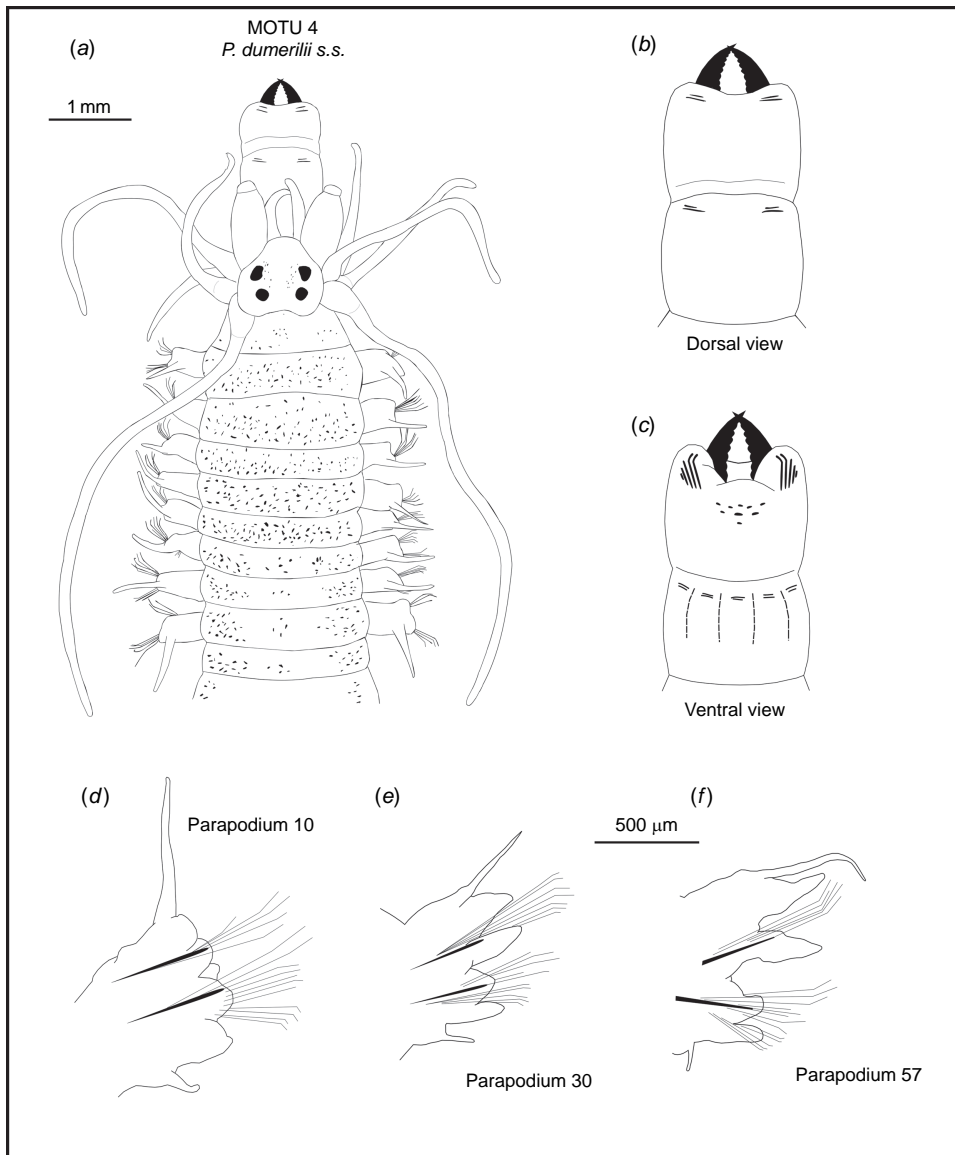 (a)
MOTU 4
P. dumerilii s.s.
1 mm
(b)
Dorsal view
(c)
Ventral view
(d)
Parapodium 10
(e)
Parapodium 30
500 μm
(f)
Parapodium 57